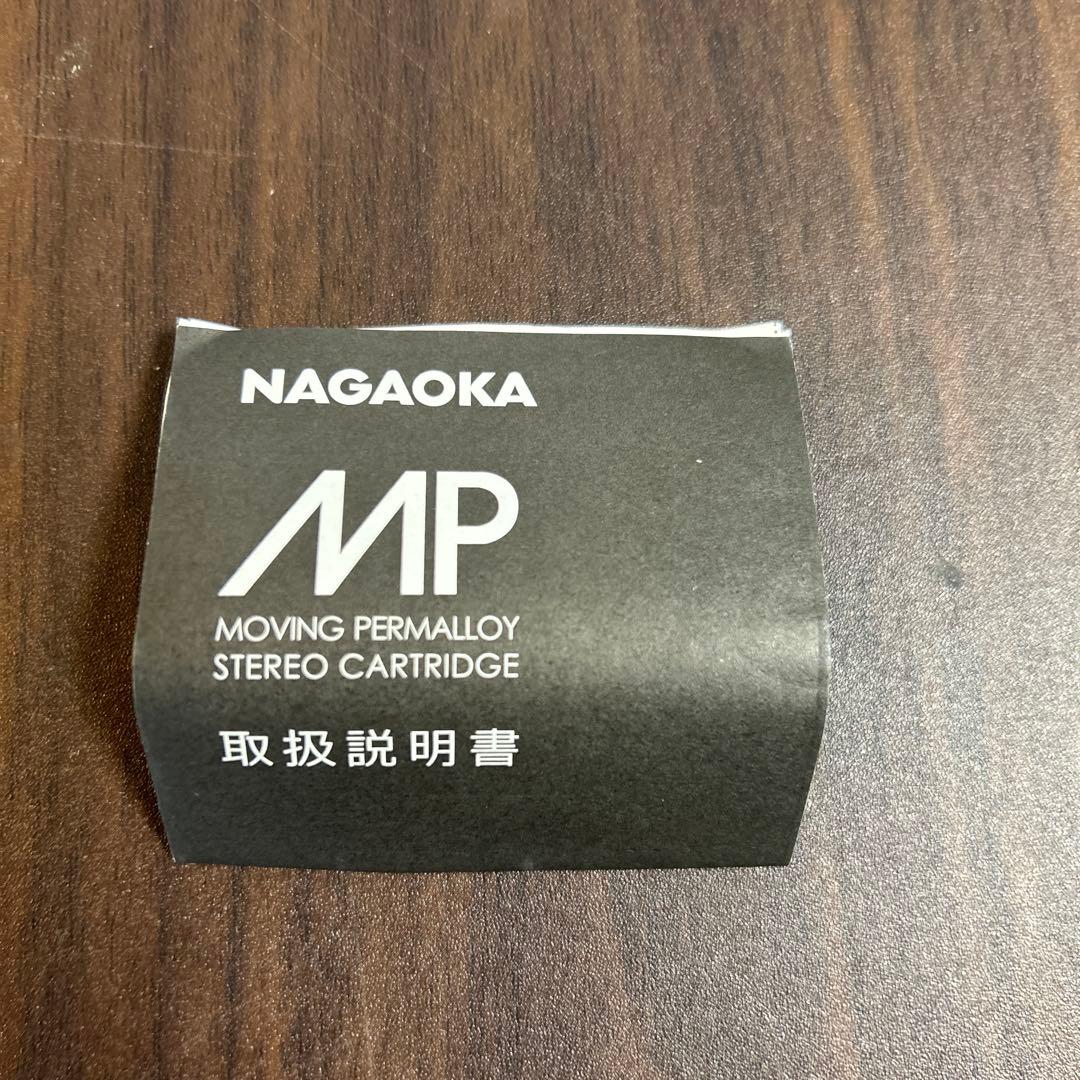 NAGAOKA
MP
MOVING PERMALLOY
STEREO CARTRIDGE
取扱説明書